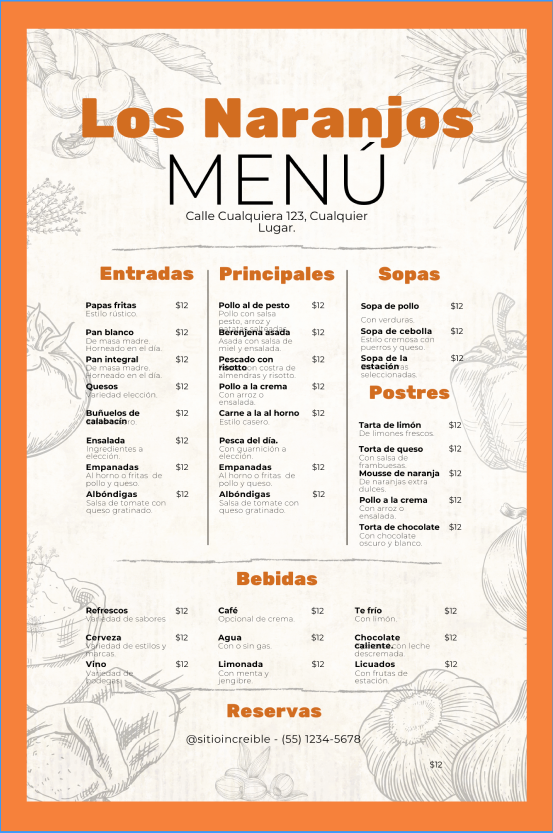 Los Naranjos
MENÚ
Calle Cualquiera 123, Cualquier
Lugar.
Entradas
Papas fritas $12
Estilo rústico.
Pan blanco $12
De masa madre.
Horneado en el día.
Pan integral $12
De masa madre.
Horneado en el día.
Quesos $12
Variedad elección.
Buñuelos de $12
calabacín
Ensalada $12
Ingredientes a
elección.
Empanadas $12
Al horno o fritas de
pollo y queso.
Albóndigas $12
Salsa de tomate con
queso gratinado.
Principales
Pollo al de pesto $12
Pollo con salsa
pesto, arroz y
patatas salteadas.
Berenjena asada $12
Asada con salsa de
miel y ensalada.
Pescado con $12
risotto con costra de
almendras y risotto.
Pollo a la crema $12
Con arroz o
ensalada.
Carne a la al horno $12
Estilo casero.
Pesca del día. $12
Con guarnición a
elección.
Empanadas $12
Al horno o fritas de
pollo y queso.
Albóndigas $12
Salsa de tomate con
queso gratinado.
Sopas
Sopa de pollo $12
Con verduras.
Sopa de cebolla $12
Estilo cremosa con
puerros y queso.
Sopa de la $12
estación
seleccionadas.
Postres
Tarta de limón $12
De limones frescos.
Torta de queso $12
Con salsa de
frambuesas.
Mousse de naranja $12
De naranjas extra
dulces.
Pollo a la crema $12
Con arroz o
ensalada.
Torta de chocolate $12
Con chocolate
oscuro y blanco.
Bebidas
Refrescos $12
Variedad de sabores
Cerveza $12
Variedad de estilos y
marcas.
Vino $12
Variedad de
bodegas.
Café $12
Opcional de crema.
Agua $12
Con o sin gas.
Limonada $12
Con menta y
jengibre.
Te frío $12
Con limón.
Chocolate $12
caliente. con leche
descremada.
Licuados $12
Con frutas de
estación.
Reservas
@sitioincreible - (55) 1234-5678
$12